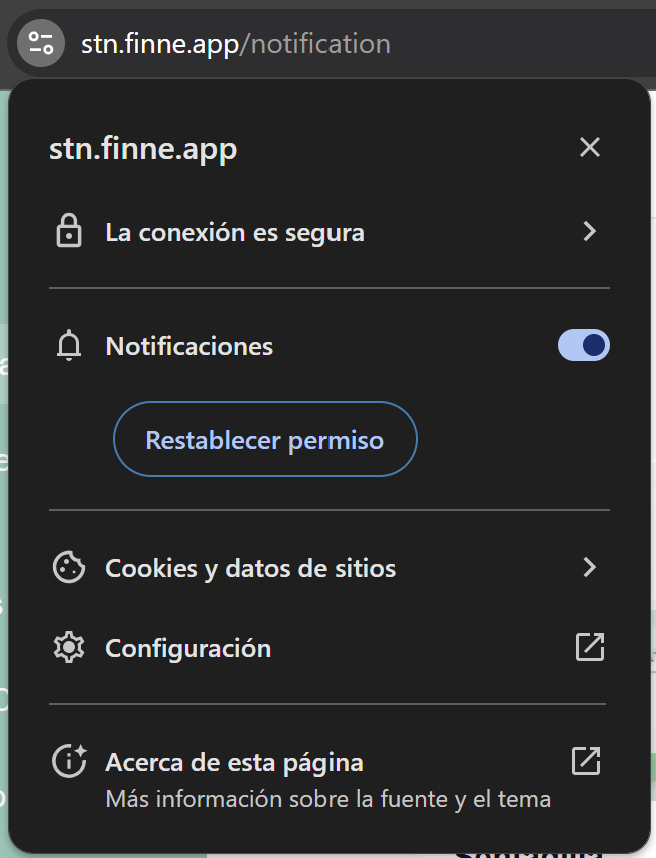 stn.finne.app/notification
stn.finne.app
La conexión es segura
Notificaciones
Restablecer permiso
Cookies y datos de sitios
Configuración
Acerca de esta página
Más información sobre la fuente y el tema